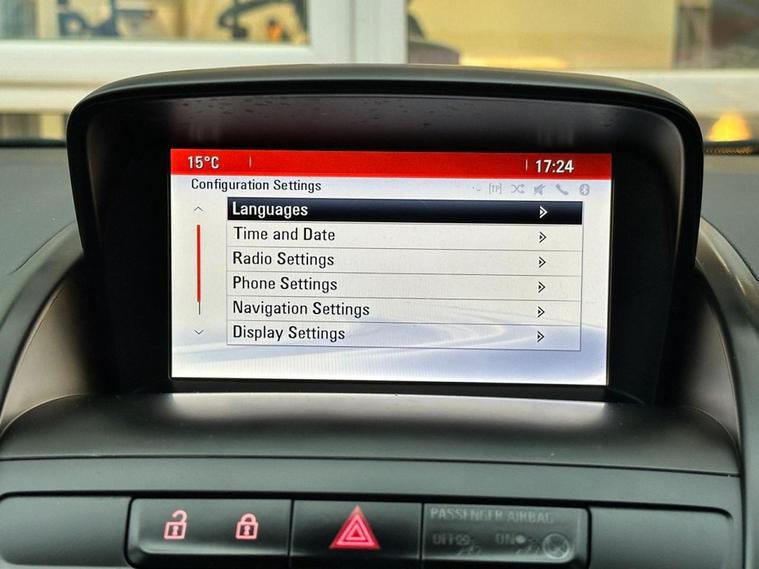 15°C
17:24
Configuration Settings
[TP]
Languages
Time and Date
Radio Settings
Phone Settings
Navigation Settings
Display Settings
PASSENGER AIRBAG
OFF ON